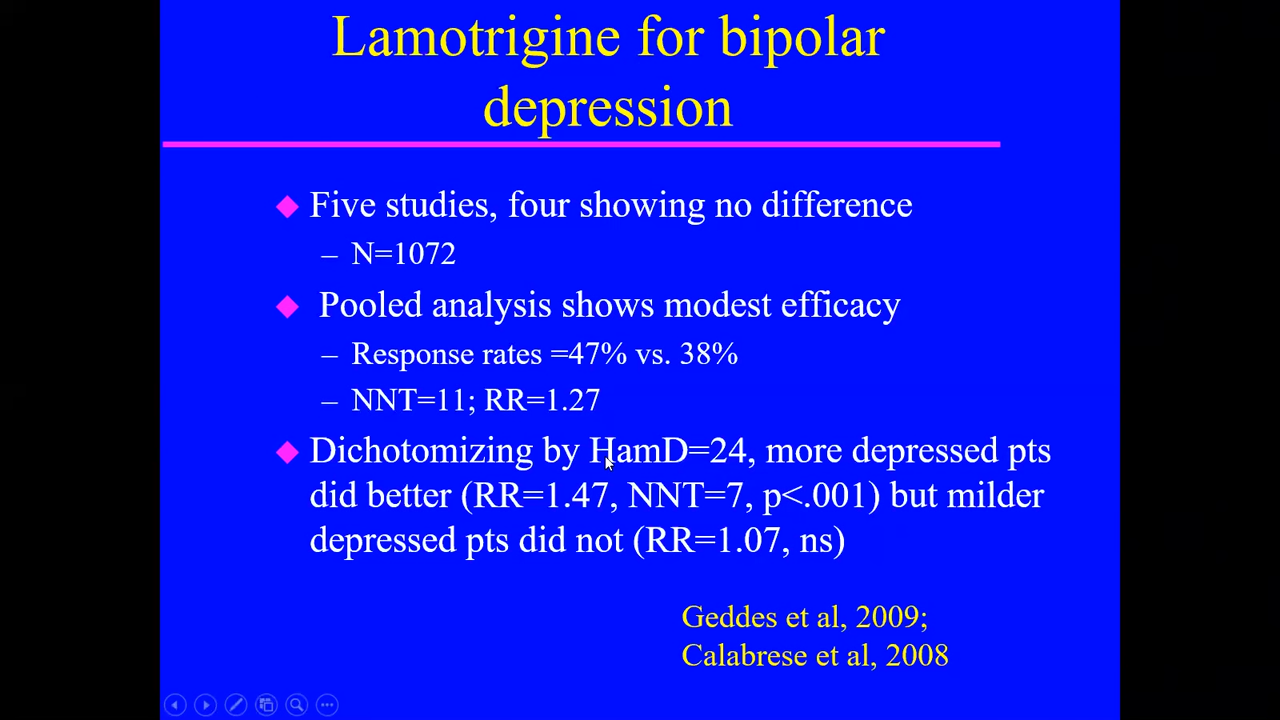 Lamotrigine for bipolar
depression
Five studies, four showing no difference
– N=1072
Pooled analysis shows modest efficacy
– Response rates =47% vs. 38%
– NNT=11; RR=1.27
Dichotomizing by HamD=24, more depressed pts
did better (RR=1.47, NNT=7, p<.001) but milder
depressed pts did not (RR=1.07, ns)
Geddes et al, 2009;
Calabrese et al, 2008